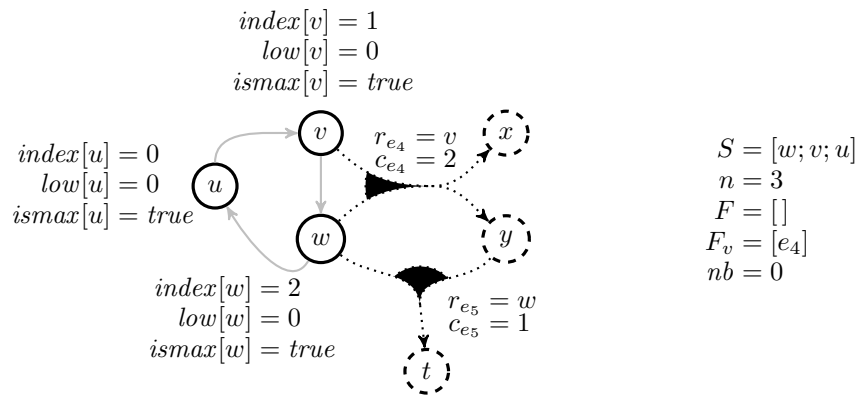 index[v] = 1
low[v] = 0
ismax[v] = true
v
r_{e_4} = v
c_{e_4} = 2
x
index[u] = 0
low[u] = 0
ismax[u] = true
u
S = [w; v; u]
n = 3
F = [ ]
F_v = [e_4]
nb = 0
w
y
index[w] = 2
low[w] = 0
ismax[w] = true
r_{e_5} = w
c_{e_5} = 1
t